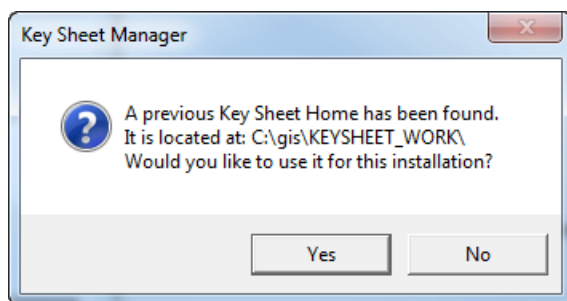 Key Sheet Manager
A previous Key Sheet Home has been found.
It is located at: C:\gis\KEYSHEET_WORK\
Would you like to use it for this installation?
Yes
No